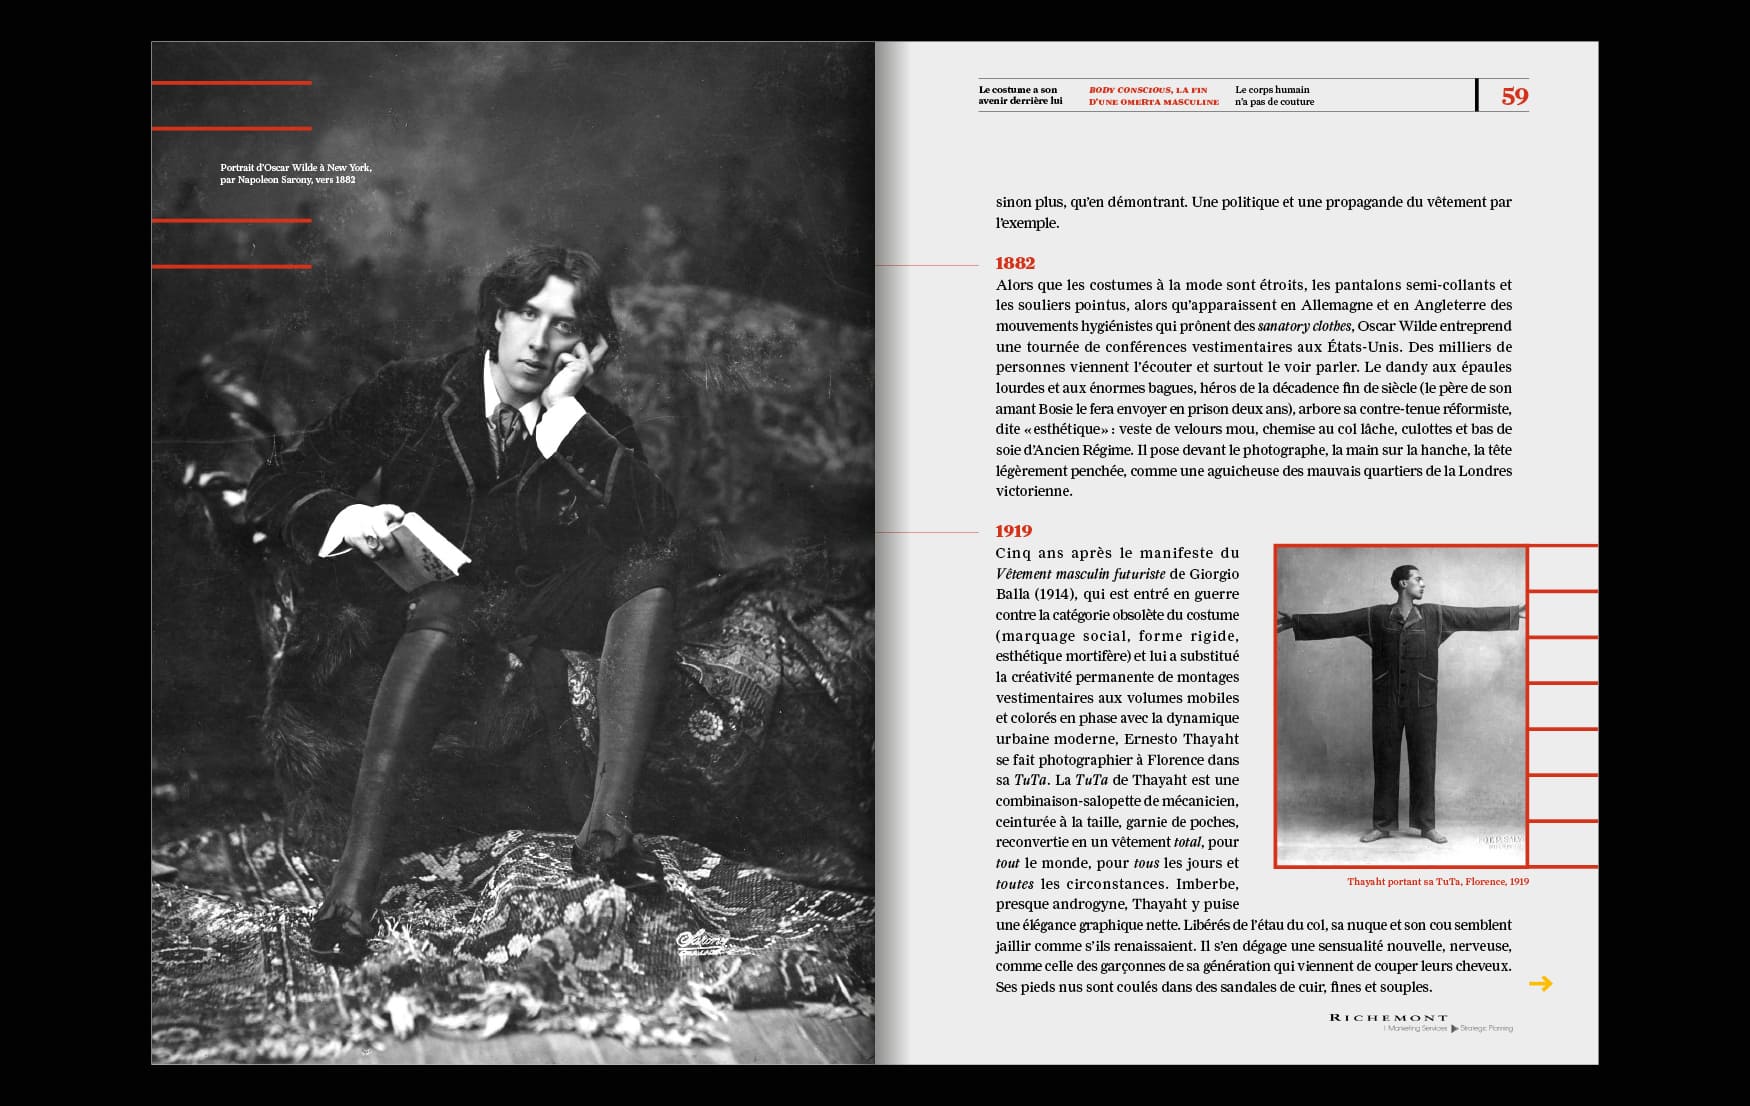 Portrait d'Oscar Wilde à New York,
par Napoleon Sarony, vers 1882
Sarony
Le costume a son
avenir derrière lui
BODY CONSCIOUS, LA FIN
D'UNE OMERTA MASCULINE
Le corps humain
n'a pas de couture
59
sinon plus, qu'en démontrant. Une politique et une propagande du vêtement par
l'exemple.
1882
Alors que les costumes à la mode sont étroits, les pantalons semi-collants et
les souliers pointus, alors qu'apparaissent en Allemagne et en Angleterre des
mouvements hygiénistes qui prônent des sanatory clothes, Oscar Wilde entreprend
une tournée de conférences vestimentaires aux États-Unis. Des milliers de
personnes viennent l'écouter et surtout le voir parler. Le dandy aux épaules
lourdes et aux énormes bagues, héros de la décadence fin de siècle (le père de son
amant Bosie le fera envoyer en prison deux ans), arbore sa contre-tenue réformiste,
dite « esthétique » : veste de velours mou, chemise au col lâche, culottes et bas de
soie d'Ancien Régime. Il pose devant le photographe, la main sur la hanche, la tête
légèrement penchée, comme une aguicheuse des mauvais quartiers de la Londres
victorienne.
1919
Cinq ans après le manifeste du
Vêtement masculin futuriste de Giorgio
Balla (1914), qui est entré en guerre
contre la catégorie obsolète du costume
(marquage social, forme rigide,
esthétique mortifère) et lui a substitué
la créativité permanente de montages
vestimentaires aux volumes mobiles
et colorés en phase avec la dynamique
urbaine moderne, Ernesto Thayaht
se fait photographier à Florence dans
sa TuTa. La TuTa de Thayaht est une
combinaison-salopette de mécanicien,
ceinturée à la taille, garnie de poches,
reconvertie en un vêtement total, pour
tout le monde, pour tous les jours et
toutes les circonstances. Imberbe,
presque androgyne, Thayaht y puise
une élégance graphique nette. Libérés de l'étau du col, sa nuque et son cou semblent
jaillir comme s'ils renaissaient. Il s'en dégage une sensualité nouvelle, nerveuse,
comme celle des garçonnes de sa génération qui viennent de couper leurs cheveux.
Ses pieds nus sont coulés dans des sandales de cuir, fines et souples.
Thayaht portant sa TuTa, Florence, 1919
RICHEMONT
Marketing Services Strategic Planning